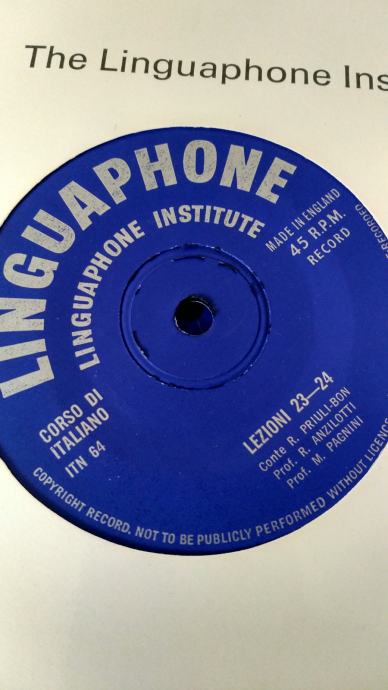 The Linguaphone Ins
LINGUAPHONE
LINGUAPHONE INSTITUTE
MADE IN ENGLAND
45 R.P.M.
RECORD
CORSO DI
ITALIANO
ITN 64
LEZIONI 23—24
Conte R. PRIULI-BON
Prof. R. ANZILOTTI
Prof. M. PAGNINI
COPYRIGHT RECORD. NOT TO BE PUBLICLY PERFORMED WITHOUT LICENCE
RECORDED